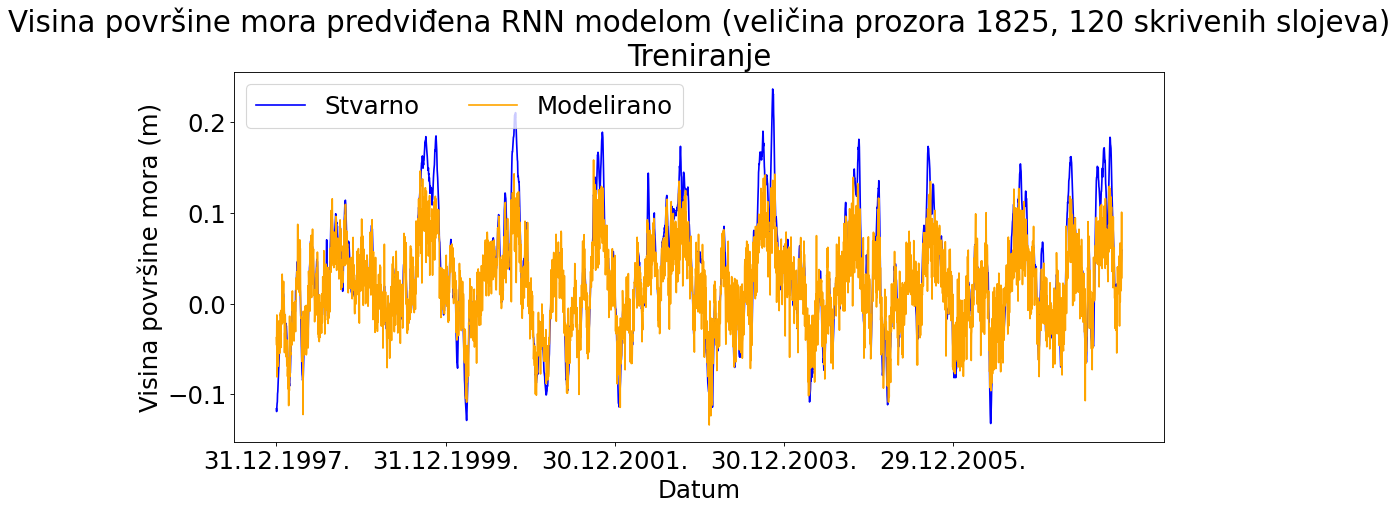 Visina površine mora predviđena RNN modelom (veličina prozora 1825, 120 skrivenih slojeva)
Treniranje
Stvarno Modelirano
Visina površine mora (m)
0.2
0.1
0.0
−0.1
31.12.1997. 31.12.1999. 30.12.2001. 30.12.2003. 29.12.2005.
Datum